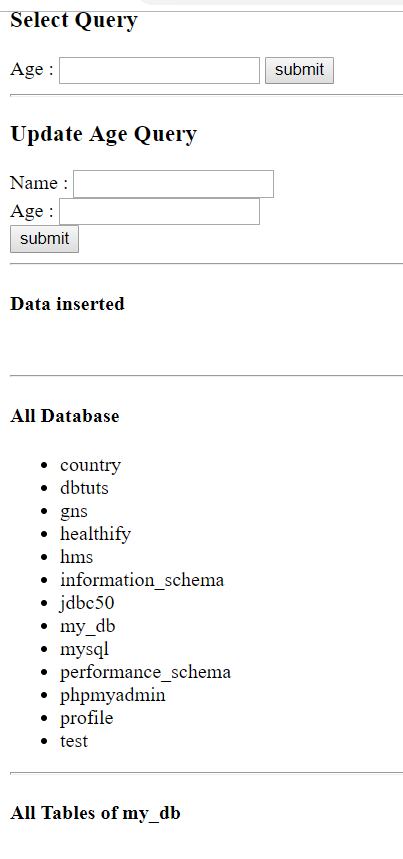 Select Query
Age : submit
Update Age Query
Name :
Age :
submit
Data inserted
All Database
country
dbtuts
gns
healthify
hms
information_schema
jdbc50
my_db
mysql
performance_schema
phpmyadmin
profile
test
All Tables of my_db